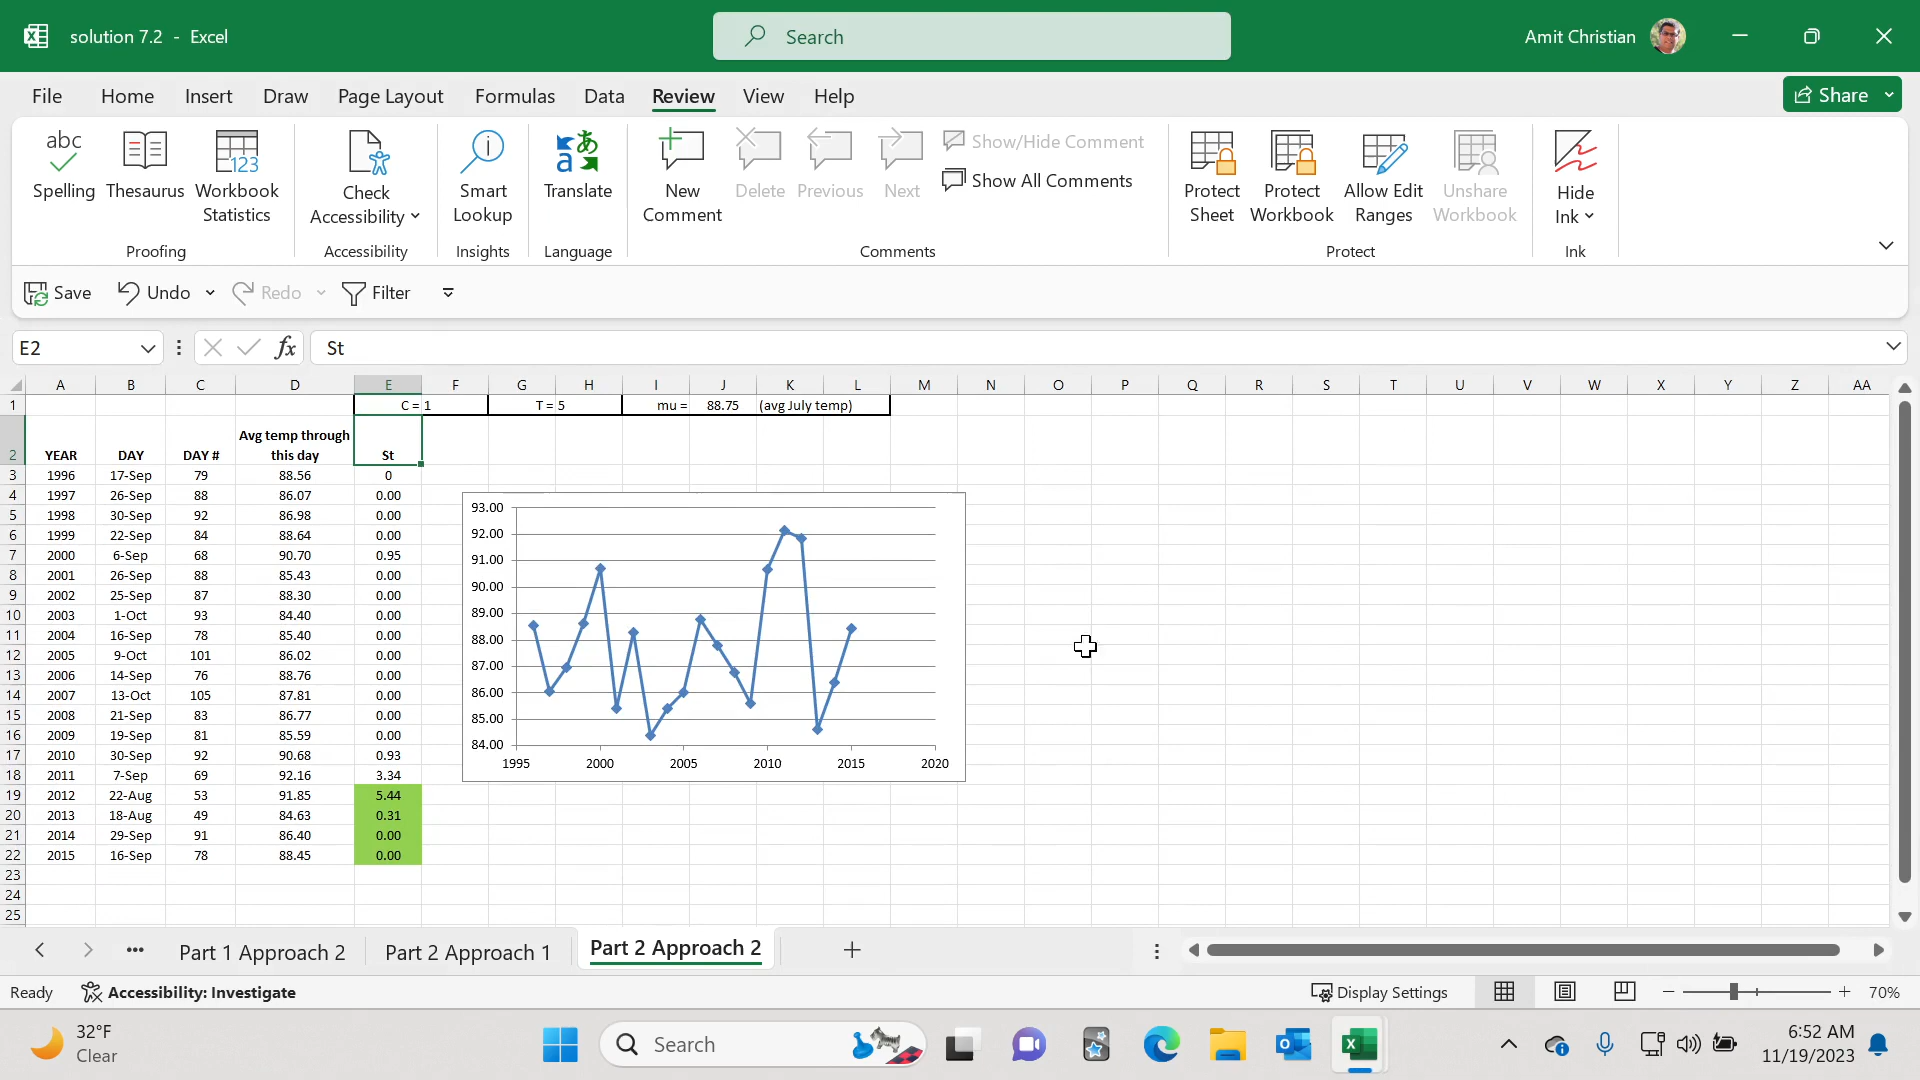 solution 7.2 - Excel
Search
Amit Christian
File Home Insert Draw Page Layout Formulas Data Review View Help
Share
abc
Spelling
Thesaurus
123
Workbook
Statistics
Proofing
Check
Accessibility
Accessibility
Smart
Lookup
Insights
a あ
Translate
Language
New
Comment
Delete
Previous
Next
Show/Hide Comment
Show All Comments
Comments
Protect
Sheet
Protect
Workbook
Allow Edit
Ranges
Unshare
Workbook
Protect
Hide
Ink
Ink
Save Undo Redo Filter
E2
fx
St
A B C D E F G H I J K L M N O P Q R S T U V W X Y Z AA
1 C = 1 T = 5 mu = 88.75 (avg July temp)
Avg temp through
2 YEAR DAY DAY # this day St
3 1996 17-Sep 79 88.56 0
4 1997 26-Sep 88 86.07 0.00
5 1998 30-Sep 92 86.98 0.00
6 1999 22-Sep 84 88.64 0.00
7 2000 6-Sep 68 90.70 0.95
8 2001 26-Sep 88 85.43 0.00
9 2002 25-Sep 87 88.30 0.00
10 2003 1-Oct 93 84.40 0.00
11 2004 16-Sep 78 85.40 0.00
12 2005 9-Oct 101 86.02 0.00
13 2006 14-Sep 76 88.76 0.00
14 2007 13-Oct 105 87.81 0.00
15 2008 21-Sep 83 86.77 0.00
16 2009 19-Sep 81 85.59 0.00
17 2010 30-Sep 92 90.68 0.93
18 2011 7-Sep 69 92.16 3.34
19 2012 22-Aug 53 91.85 5.44
20 2013 18-Aug 49 84.63 0.31
21 2014 29-Sep 91 86.40 0.00
22 2015 16-Sep 78 88.45 0.00
23
24
25
93.00
92.00
91.00
90.00
89.00
88.00
87.00
86.00
85.00
84.00
1995 2000 2005 2010 2015 2020
Part 1 Approach 2 Part 2 Approach 1 Part 2 Approach 2
Ready Accessibility: Investigate Display Settings 70%
32°F
Clear
Search
6:52 AM
11/19/2023